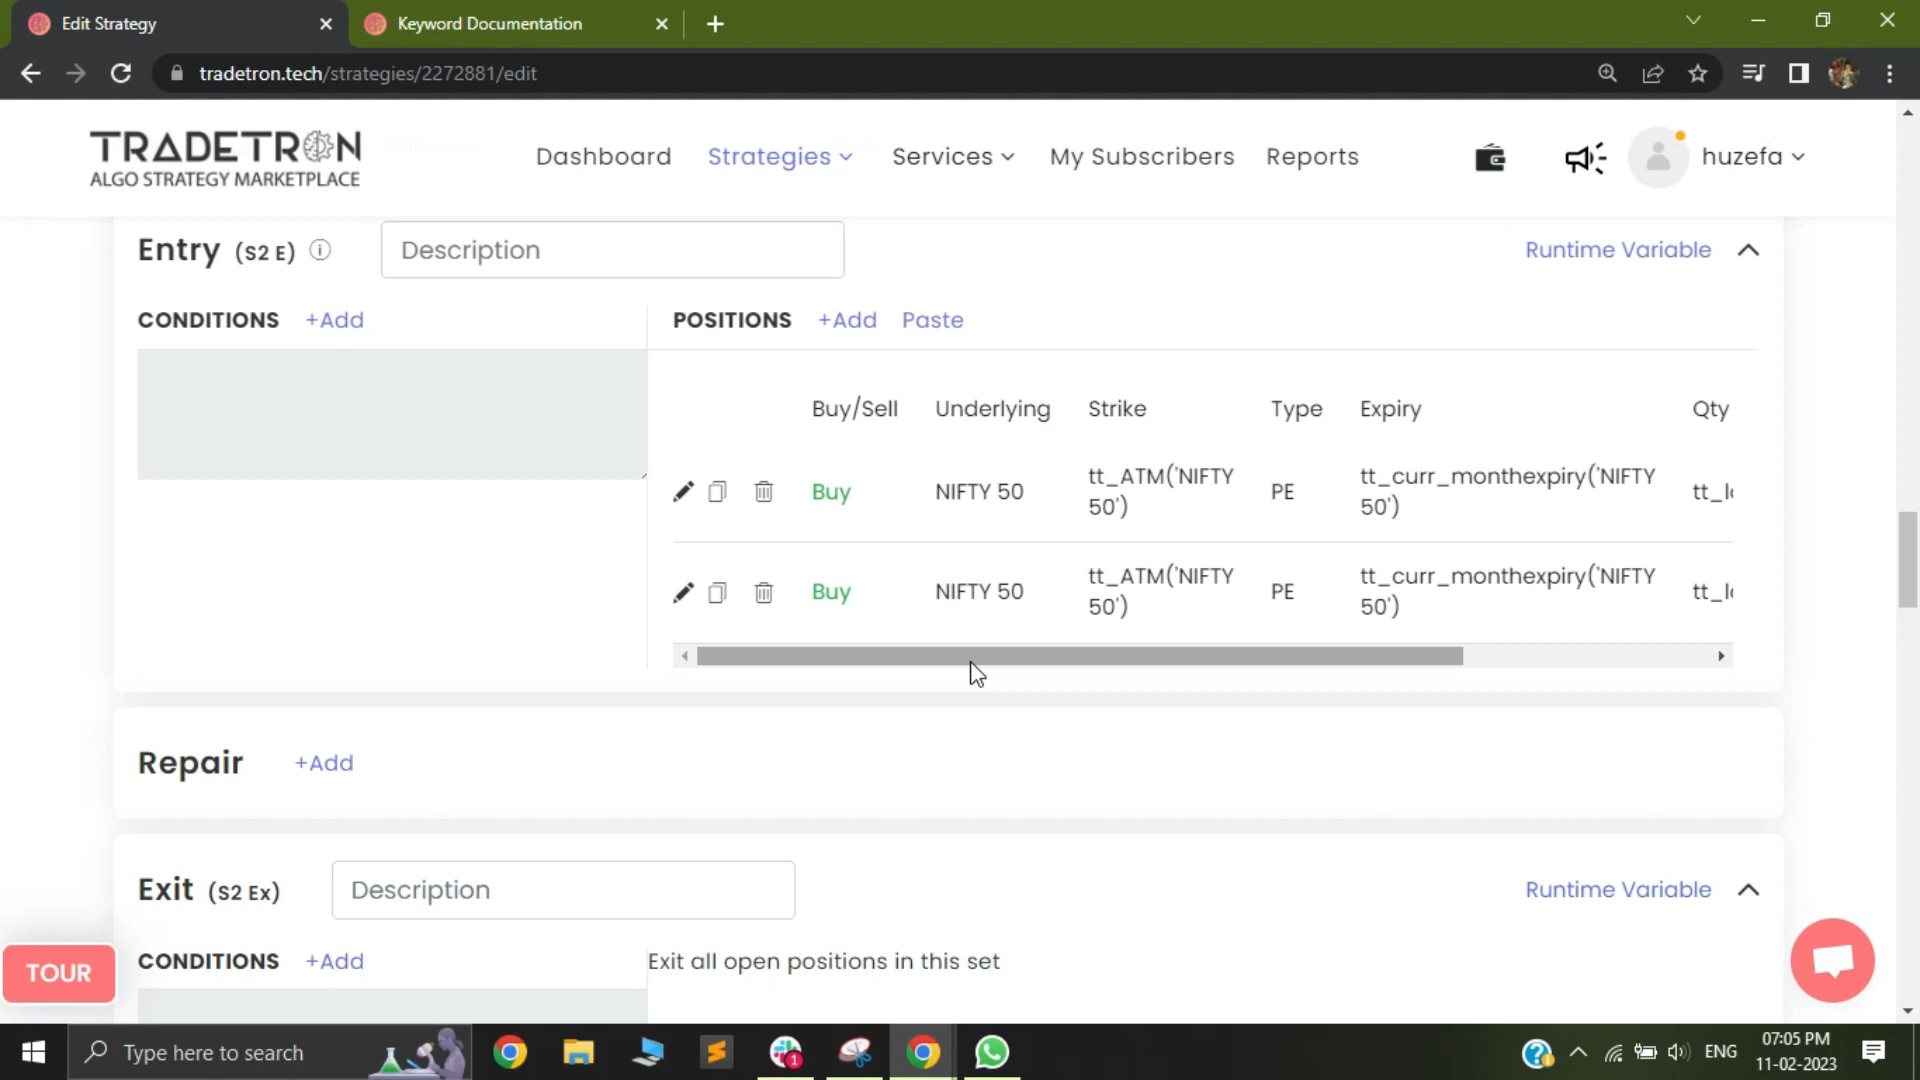 Edit Strategy
Keyword Documentation
tradetron.tech/strategies/2272881/edit
TRADETRON
ALGO STRATEGY MARKETPLACE
Dashboard
Strategies
Services
My Subscribers
Reports
huzefa
Entry (S2 E)
Description
Runtime Variable
CONDITIONS +Add
POSITIONS +Add Paste
Buy/Sell Underlying Strike Type Expiry Qty
Buy NIFTY 50 tt_ATM('NIFTY 50') PE tt_curr_monthexpiry('NIFTY 50')
Buy NIFTY 50 tt_ATM('NIFTY 50') PE tt_curr_monthexpiry('NIFTY 50')
Repair +Add
Exit (S2 Ex)
Description
Runtime Variable
TOUR
CONDITIONS +Add
Exit all open positions in this set
Type here to search
1
ENG
07:05 PM
11-02-2023